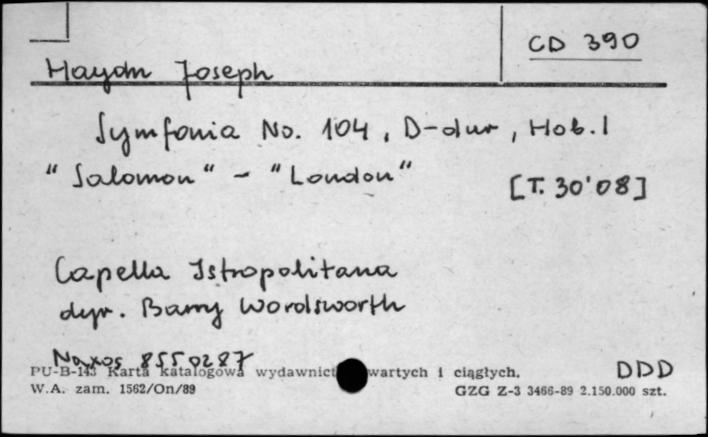 CD 390
Haydn Joseph
Symfonia No. 104, D-dur, Hob. I
"Salomon" - "London"
[T. 30'08]
Capella Istropolitana
dyr. Barry Wordsworth
Naxos 8550287
DDD
PU-B-143 Karta katalogowa wydawnict wartych i ciągłych.
W.A. zam. 1562/On/89 GZG Z-3 3466-89 2.150.000 szt.